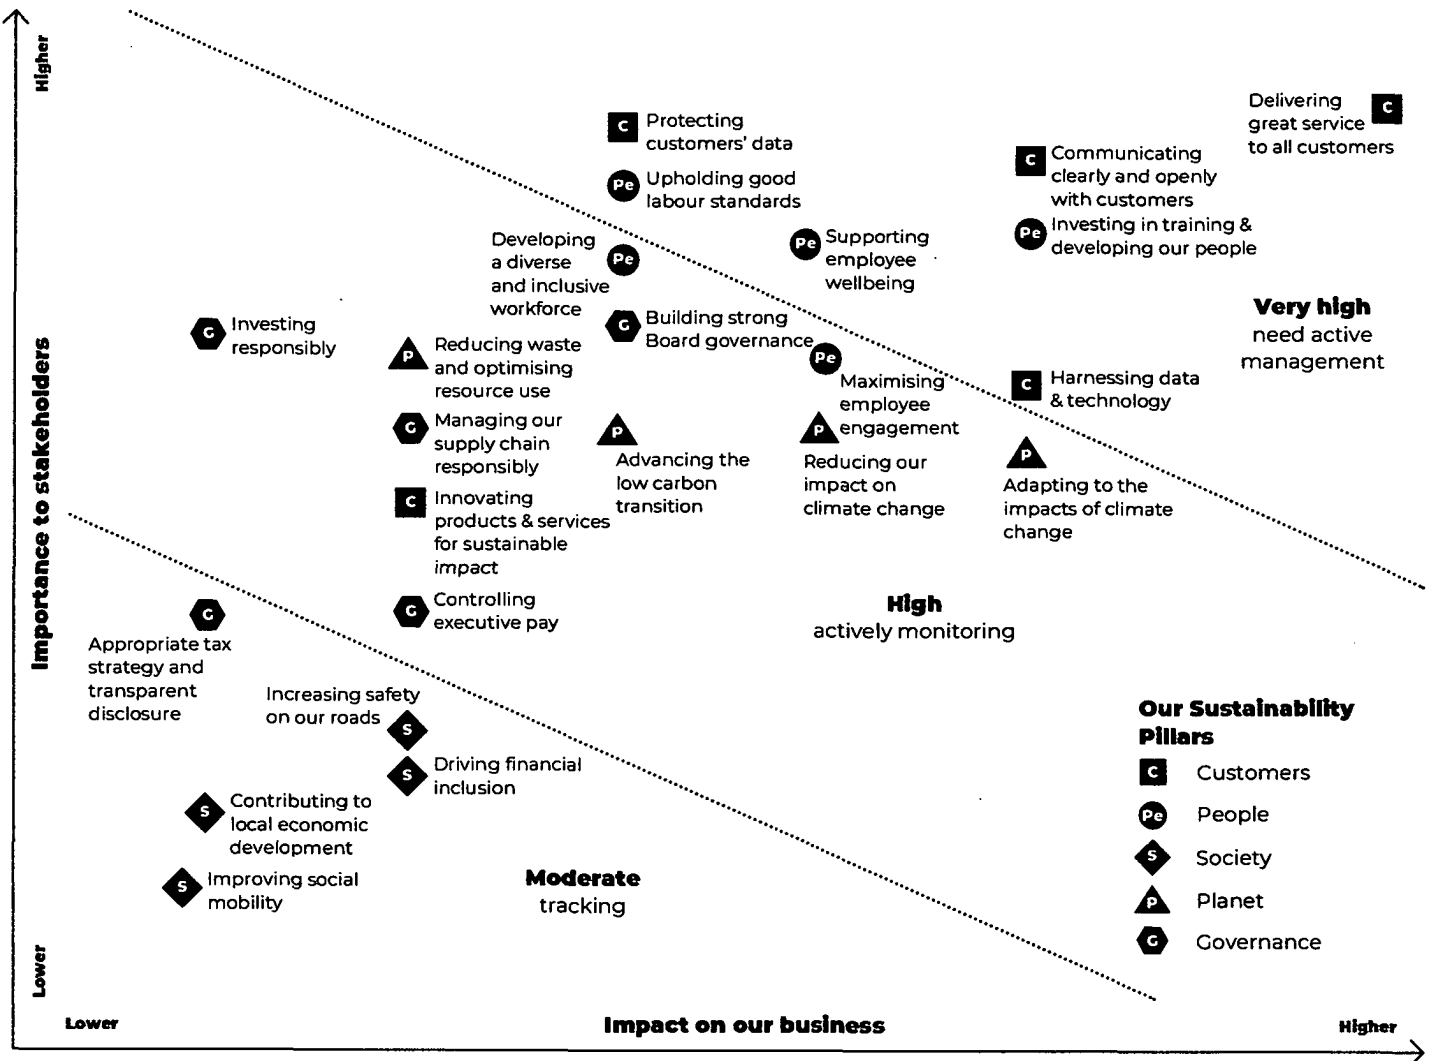 Higher
Importance to stakeholders
Lower
C
Protecting
customers' data
Pe
Upholding good
labour standards
Developing
a diverse
and inclusive
workforce
Pe
Pe
Supporting
employee
wellbeing
C
Communicating
clearly and openly
with customers
Pe
Investing in training &
developing our people
Delivering
great service
to all customers
C
Very high
need active
management
G
Investing
responsibly
P
Reducing waste
and optimising
resource use
G
Building strong
Board governance
Pe
Maximising
employee
engagement
C
Harnessing data
& technology
G
Managing our
supply chain
responsibly
P
Advancing the
low carbon
transition
P
Reducing our
impact on
climate change
P
Adapting to the
impacts of climate
change
C
Innovating
products & services
for sustainable
impact
G
Controlling
executive pay
High
actively monitoring
G
Appropriate tax
strategy and
transparent
disclosure
Increasing safety
on our roads
S
S
Driving financial
inclusion
S
Contributing to
local economic
development
S
Improving social
mobility
Moderate
tracking
Our Sustainability
Pillars
C Customers
Pe People
S Society
P Planet
G Governance
Lower
Impact on our business
Higher